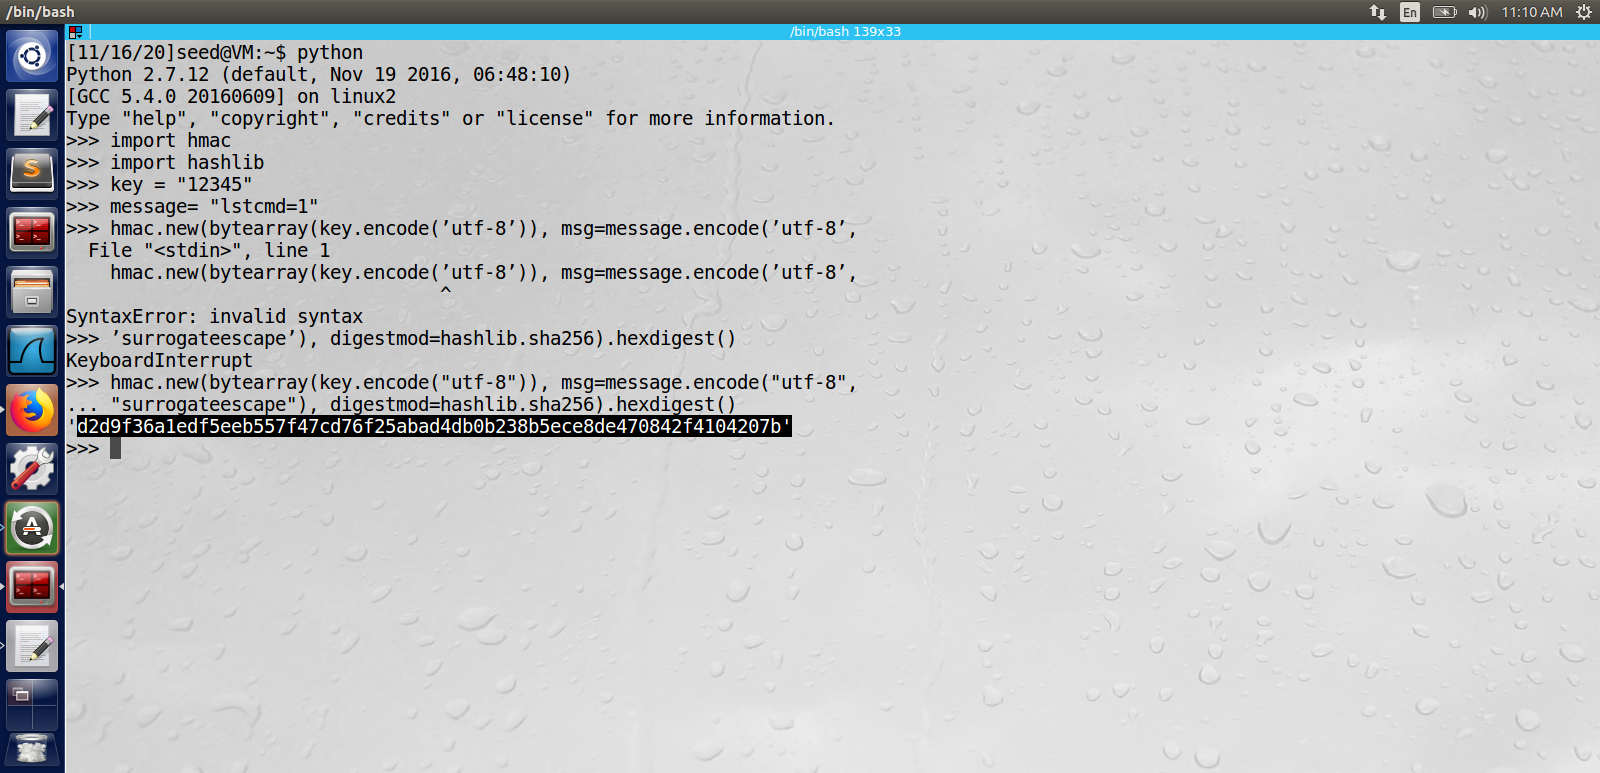 /bin/bash
En
11:10 AM
/bin/bash 139x33
[11/16/20]seed@VM:~$ python
Python 2.7.12 (default, Nov 19 2016, 06:48:10)
[GCC 5.4.0 20160609] on linux2
Type "help", "copyright", "credits" or "license" for more information.
>>> import hmac
>>> import hashlib
>>> key = "12345"
>>> message= "lstcmd=1"
>>> hmac.new(bytearray(key.encode(’utf-8’)), msg=message.encode(’utf-8’,
  File "<stdin>", line 1
    hmac.new(bytearray(key.encode(’utf-8’)), msg=message.encode(’utf-8’,
                                  ^
SyntaxError: invalid syntax
>>> ’surrogateescape’), digestmod=hashlib.sha256).hexdigest()
KeyboardInterrupt
>>> hmac.new(bytearray(key.encode("utf-8")), msg=message.encode("utf-8",
... "surrogateescape"), digestmod=hashlib.sha256).hexdigest()
'd2d9f36a1edf5eeb557f47cd76f25abad4db0b238b5ece8de470842f4104207b'
>>>